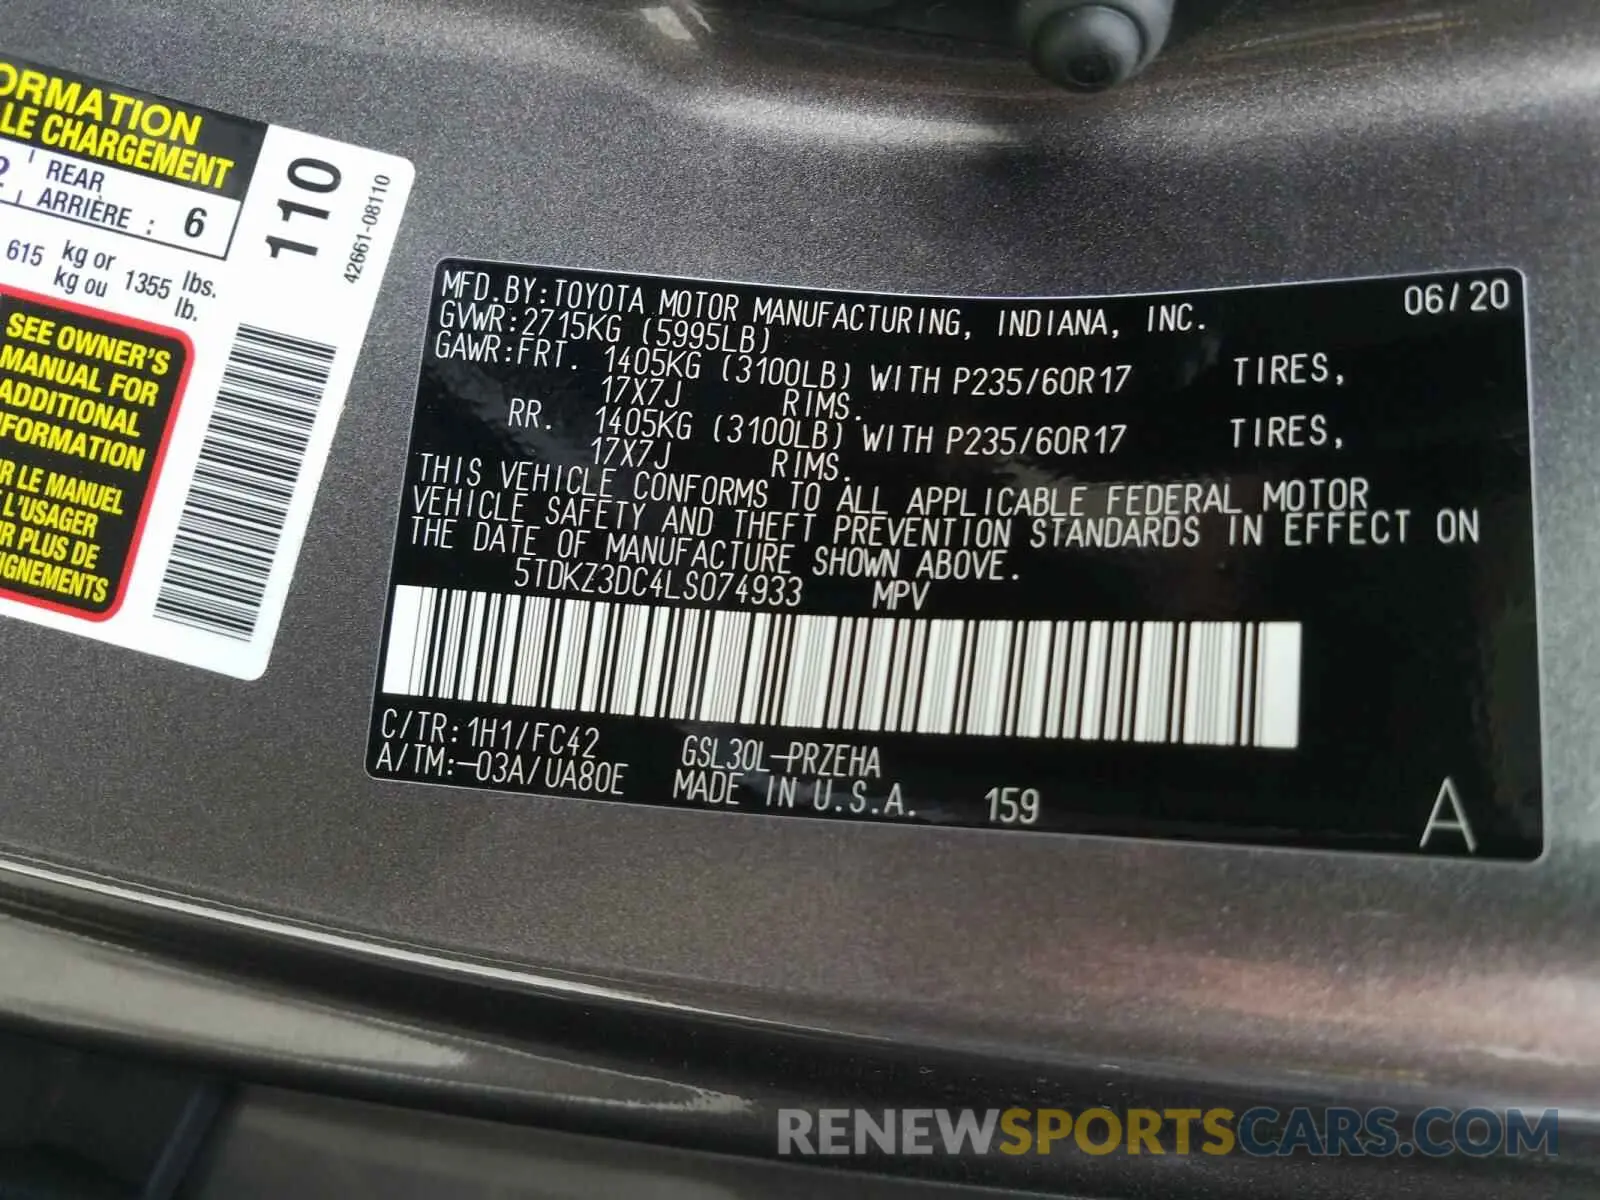 ORMATION
LE CHARGEMENT
2 REAR
ARRIÈRE : 6
615 kg or 1355 lbs.
kg ou lb.
110
42661-08110
SEE OWNER'S
MANUAL FOR
ADDITIONAL
FORMATION
R LE MANUEL
L'USAGER
R PLUS DE
IGNEMENTS
MFD.BY:TOYOTA MOTOR MANUFACTURING, INDIANA, INC. 06/20
GVWR:2715KG (5995LB)
GAWR:FRT. 1405KG (3100LB) WITH P235/60R17 TIRES,
17X7J RIMS.
RR. 1405KG (3100LB) WITH P235/60R17 TIRES,
17X7J RIMS.
THIS VEHICLE CONFORMS TO ALL APPLICABLE FEDERAL MOTOR
VEHICLE SAFETY AND THEFT PREVENTION STANDARDS IN EFFECT ON
THE DATE OF MANUFACTURE SHOWN ABOVE.
5TDKZ3DC4LS074933 MPV
C/TR:1H1/FC42 GSL30L-PRZEHA
A/TM:-03A/UA80E MADE IN U.S.A. 159 A
RENEWSPORTSCARS.COM